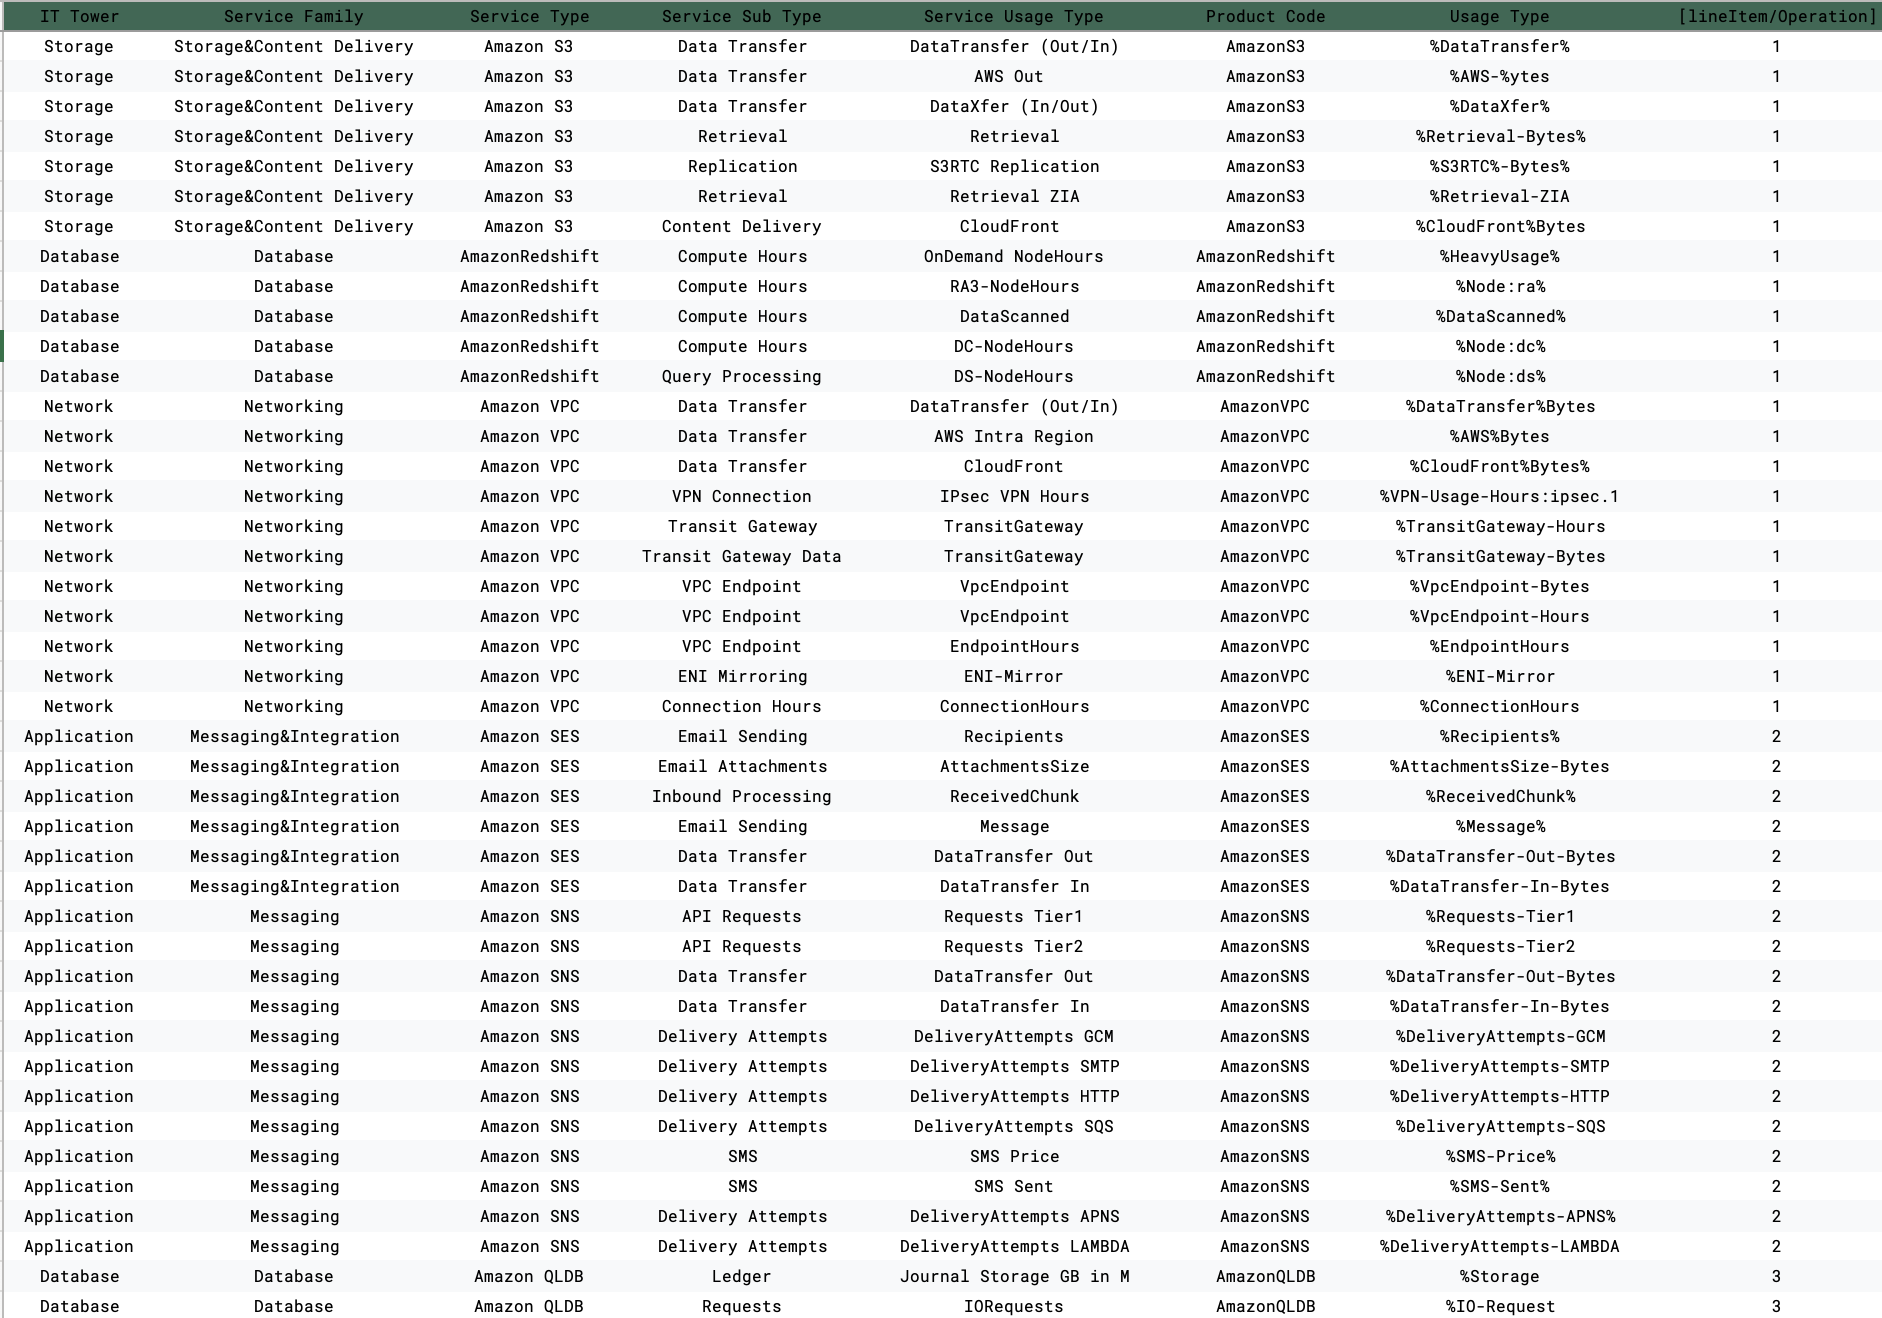 IT Tower Service Family Service Type Service Sub Type Service Usage Type Product Code Usage Type [lineItem/Operation]
Storage Storage&Content Delivery Amazon S3 Data Transfer DataTransfer (Out/In) AmazonS3 %DataTransfer% 1
Storage Storage&Content Delivery Amazon S3 Data Transfer AWS Out AmazonS3 %AWS-%ytes 1
Storage Storage&Content Delivery Amazon S3 Data Transfer DataXfer (In/Out) AmazonS3 %DataXfer% 1
Storage Storage&Content Delivery Amazon S3 Retrieval Retrieval AmazonS3 %Retrieval-Bytes% 1
Storage Storage&Content Delivery Amazon S3 Replication S3RTC Replication AmazonS3 %S3RTC%-Bytes% 1
Storage Storage&Content Delivery Amazon S3 Retrieval Retrieval ZIA AmazonS3 %Retrieval-ZIA 1
Storage Storage&Content Delivery Amazon S3 Content Delivery CloudFront AmazonS3 %CloudFront%Bytes 1
Database Database AmazonRedshift Compute Hours OnDemand NodeHours AmazonRedshift %HeavyUsage% 1
Database Database AmazonRedshift Compute Hours RA3-NodeHours AmazonRedshift %Node:ra% 1
Database Database AmazonRedshift Compute Hours DataScanned AmazonRedshift %DataScanned% 1
Database Database AmazonRedshift Compute Hours DC-NodeHours AmazonRedshift %Node:dc% 1
Database Database AmazonRedshift Query Processing DS-NodeHours AmazonRedshift %Node:ds% 1
Network Networking Amazon VPC Data Transfer DataTransfer (Out/In) AmazonVPC %DataTransfer%Bytes 1
Network Networking Amazon VPC Data Transfer AWS Intra Region AmazonVPC %AWS%Bytes 1
Network Networking Amazon VPC Data Transfer CloudFront AmazonVPC %CloudFront%Bytes% 1
Network Networking Amazon VPC VPN Connection IPsec VPN Hours AmazonVPC %VPN-Usage-Hours:ipsec.1 1
Network Networking Amazon VPC Transit Gateway TransitGateway AmazonVPC %TransitGateway-Hours 1
Network Networking Amazon VPC Transit Gateway Data TransitGateway AmazonVPC %TransitGateway-Bytes 1
Network Networking Amazon VPC VPC Endpoint VpcEndpoint AmazonVPC %VpcEndpoint-Bytes 1
Network Networking Amazon VPC VPC Endpoint VpcEndpoint AmazonVPC %VpcEndpoint-Hours 1
Network Networking Amazon VPC VPC Endpoint EndpointHours AmazonVPC %EndpointHours 1
Network Networking Amazon VPC ENI Mirroring ENI-Mirror AmazonVPC %ENI-Mirror 1
Network Networking Amazon VPC Connection Hours ConnectionHours AmazonVPC %ConnectionHours 1
Application Messaging&Integration Amazon SES Email Sending Recipients AmazonSES %Recipients% 2
Application Messaging&Integration Amazon SES Email Attachments AttachmentsSize AmazonSES %AttachmentsSize-Bytes 2
Application Messaging&Integration Amazon SES Inbound Processing ReceivedChunk AmazonSES %ReceivedChunk% 2
Application Messaging&Integration Amazon SES Email Sending Message AmazonSES %Message% 2
Application Messaging&Integration Amazon SES Data Transfer DataTransfer Out AmazonSES %DataTransfer-Out-Bytes 2
Application Messaging&Integration Amazon SES Data Transfer DataTransfer In AmazonSES %DataTransfer-In-Bytes 2
Application Messaging Amazon SNS API Requests Requests Tier1 AmazonSNS %Requests-Tier1 2
Application Messaging Amazon SNS API Requests Requests Tier2 AmazonSNS %Requests-Tier2 2
Application Messaging Amazon SNS Data Transfer DataTransfer Out AmazonSNS %DataTransfer-Out-Bytes 2
Application Messaging Amazon SNS Data Transfer DataTransfer In AmazonSNS %DataTransfer-In-Bytes 2
Application Messaging Amazon SNS Delivery Attempts DeliveryAttempts GCM AmazonSNS %DeliveryAttempts-GCM 2
Application Messaging Amazon SNS Delivery Attempts DeliveryAttempts SMTP AmazonSNS %DeliveryAttempts-SMTP 2
Application Messaging Amazon SNS Delivery Attempts DeliveryAttempts HTTP AmazonSNS %DeliveryAttempts-HTTP 2
Application Messaging Amazon SNS Delivery Attempts DeliveryAttempts SQS AmazonSNS %DeliveryAttempts-SQS 2
Application Messaging Amazon SNS SMS SMS Price AmazonSNS %SMS-Price% 2
Application Messaging Amazon SNS SMS SMS Sent AmazonSNS %SMS-Sent% 2
Application Messaging Amazon SNS Delivery Attempts DeliveryAttempts APNS AmazonSNS %DeliveryAttempts-APNS% 2
Application Messaging Amazon SNS Delivery Attempts DeliveryAttempts LAMBDA AmazonSNS %DeliveryAttempts-LAMBDA 2
Database Database Amazon QLDB Ledger Journal Storage GB in M AmazonQLDB %Storage 3
Database Database Amazon QLDB Requests IORequests AmazonQLDB %IO-Request 3